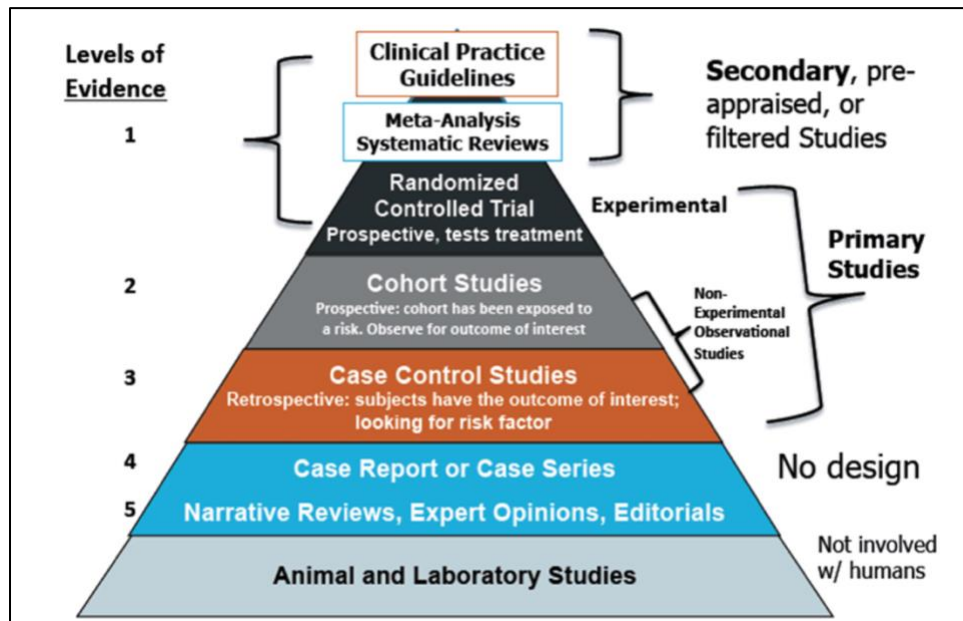 Levels of
Evidence
Clinical Practice
Guidelines
Secondary, pre-
appraised, or
filtered Studies
1
Meta-Analysis
Systematic Reviews
Randomized
Controlled Trial
Prospective, tests treatment
Experimental
Primary
Studies
2
Cohort Studies
Prospective: cohort has been exposed to
a risk. Observe for outcome of interest
Non-
Experimental
Observational
Studies
3
Case Control Studies
Retrospective: subjects have the outcome of interest;
looking for risk factor
4
Case Report or Case Series
No design
5
Narrative Reviews, Expert Opinions, Editorials
Animal and Laboratory Studies
Not involved
w/ humans